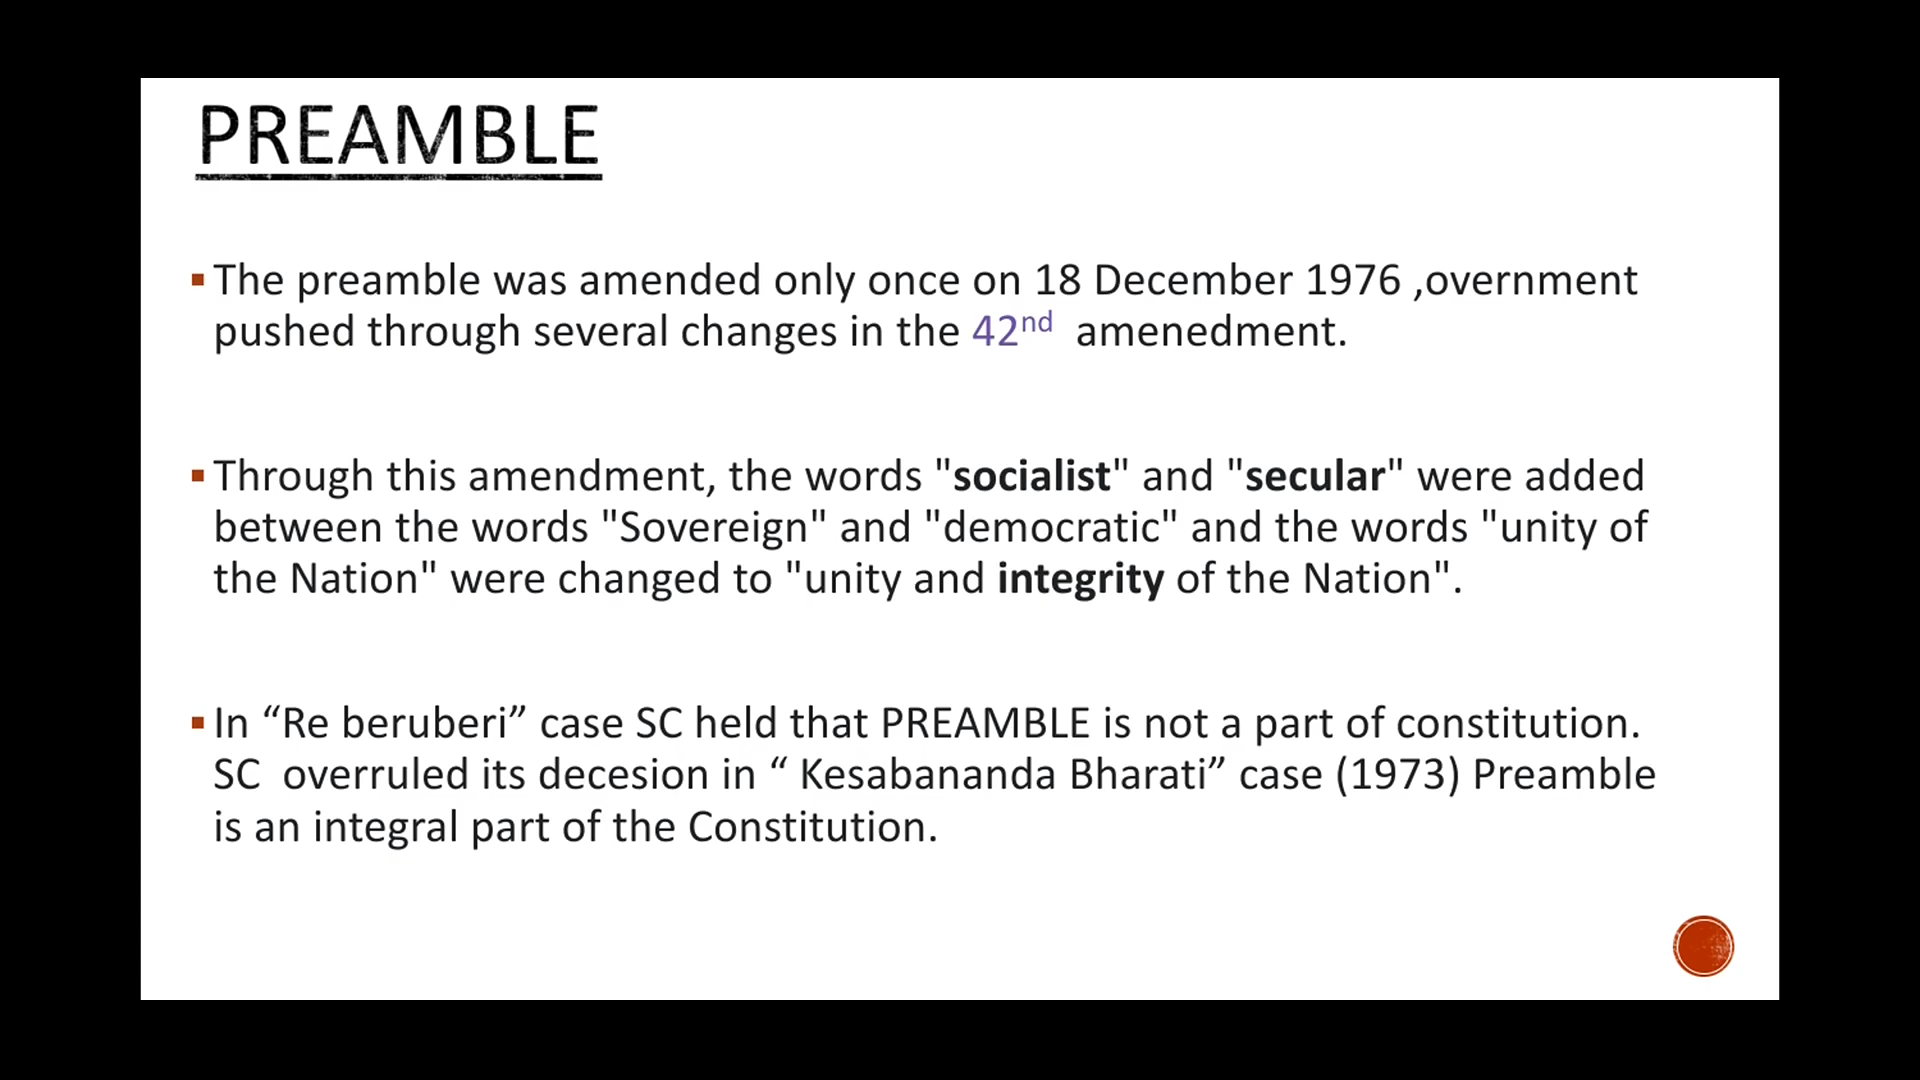 PREAMBLE
The preamble was amended only once on 18 December 1976 ,overnment
pushed through several changes in the 42nd amenedment.
Through this amendment, the words "socialist" and "secular" were added
between the words "Sovereign" and "democratic" and the words "unity of
the Nation" were changed to "unity and integrity of the Nation".
In “Re beruberi” case SC held that PREAMBLE is not a part of constitution.
SC overruled its decesion in “ Kesabananda Bharati” case (1973) Preamble
is an integral part of the Constitution.